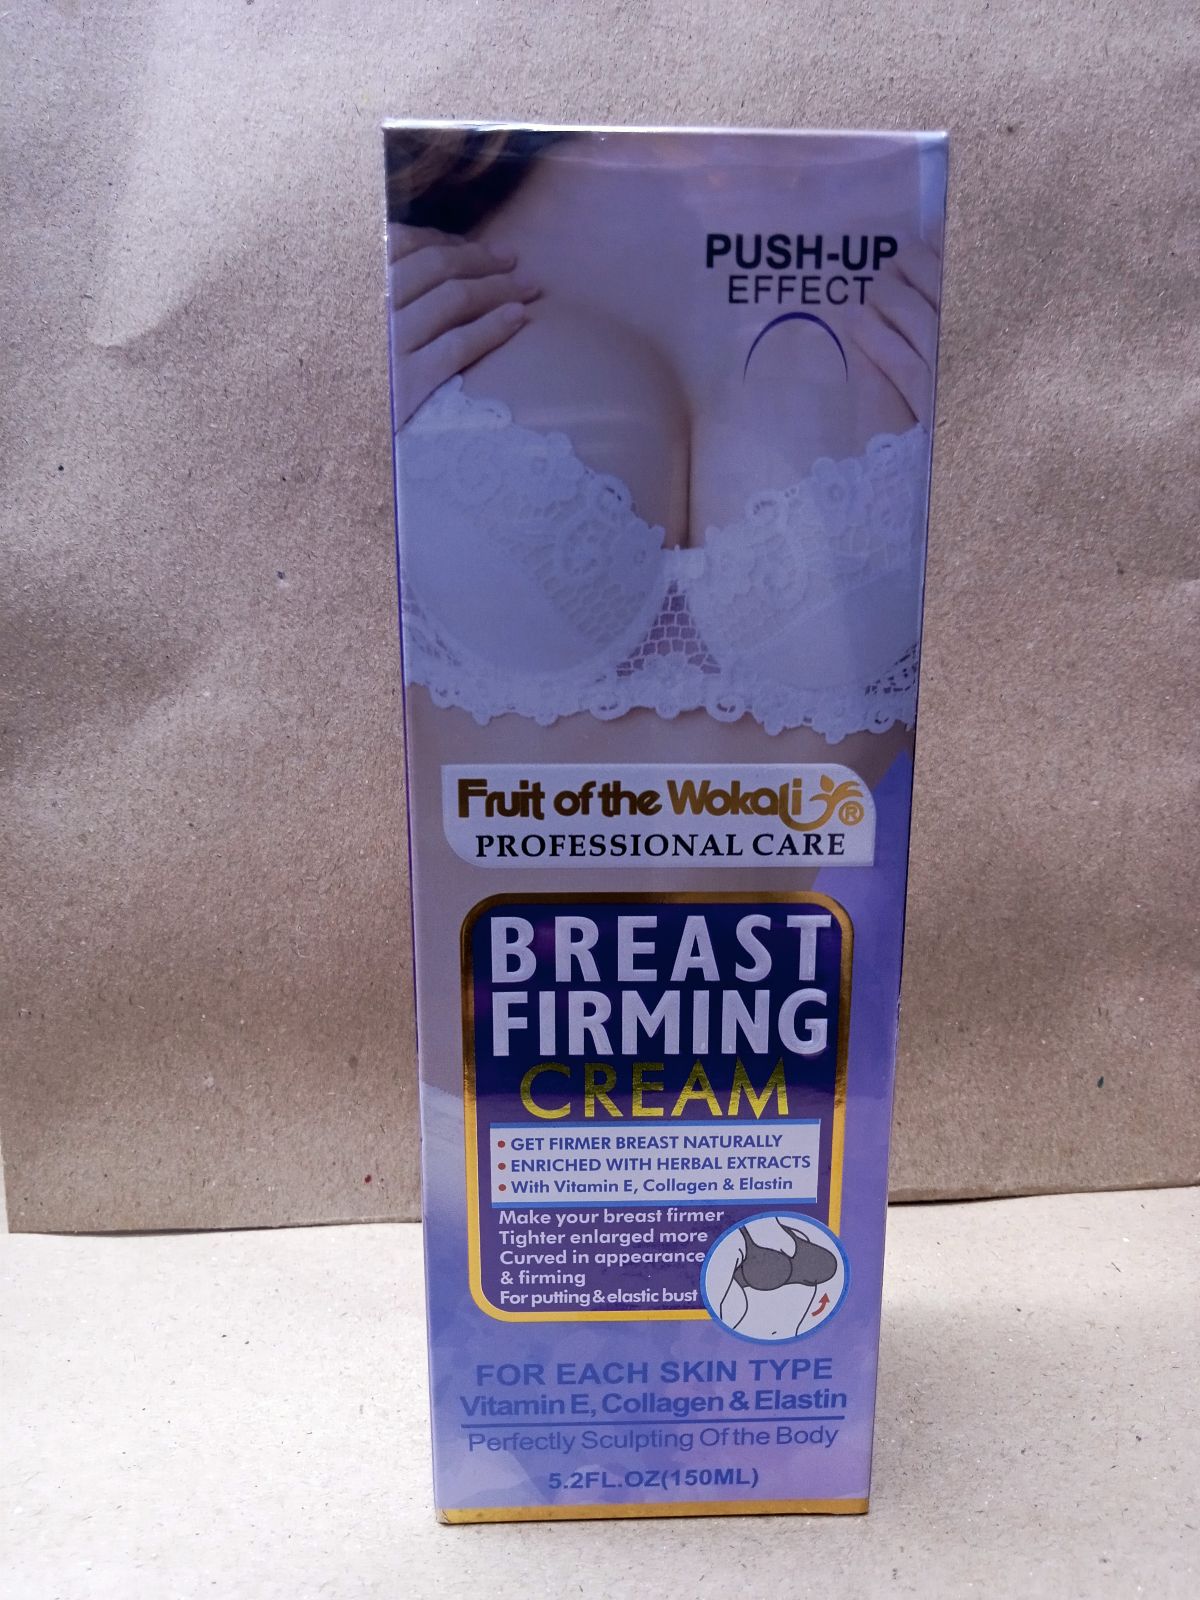 PUSH-UP
EFFECT
Fruit of the Wokali ®
PROFESSIONAL CARE
BREAST
FIRMING
CREAM
• GET FIRMER BREAST NATURALLY
• ENRICHED WITH HERBAL EXTRACTS
• With Vitamin E, Collagen & Elastin
Make your breast firmer
Tighter enlarged more
Curved in appearance
& firming
For putting & elastic bust
FOR EACH SKIN TYPE
Vitamin E, Collagen & Elastin
Perfectly Sculpting Of the Body
5.2FL.OZ(150ML)